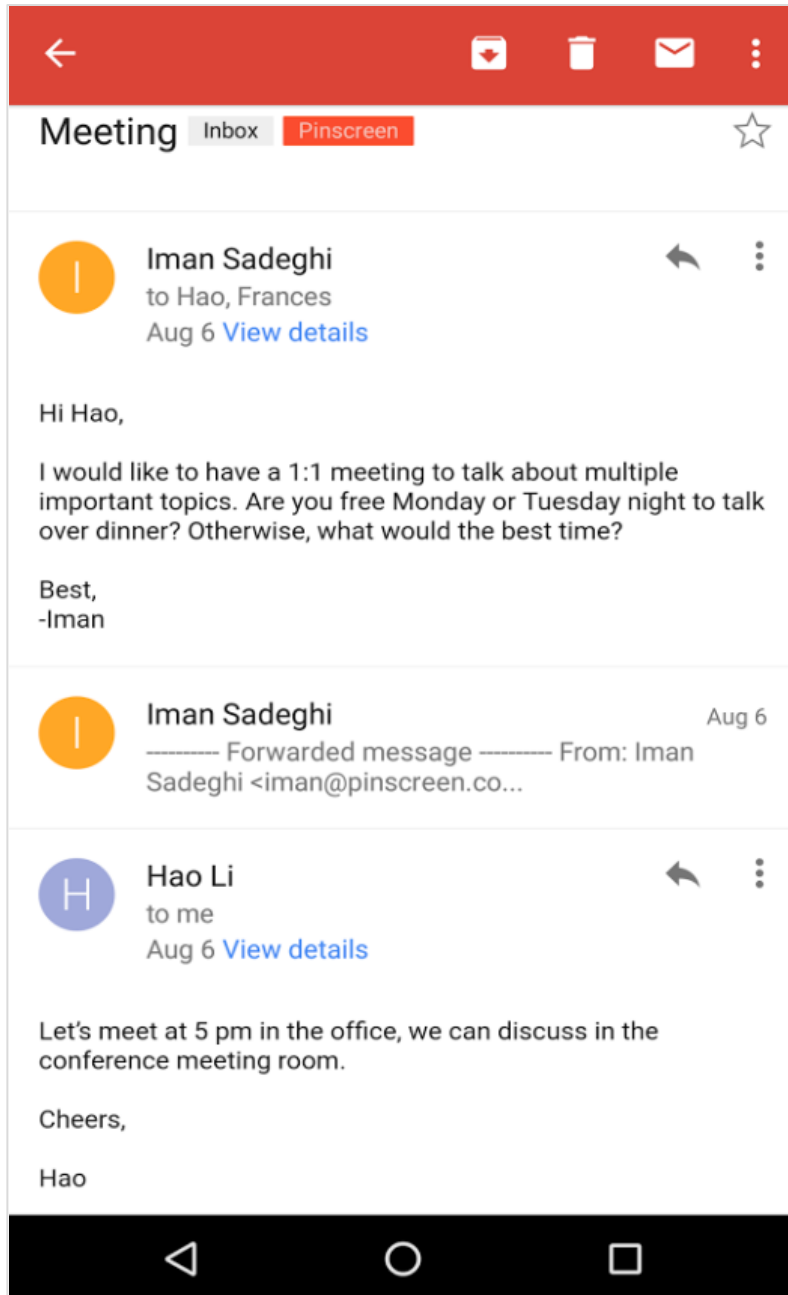 Meeting Inbox Pinscreen
I
Iman Sadeghi
to Hao, Frances
Aug 6 View details
Hi Hao,
I would like to have a 1:1 meeting to talk about multiple
important topics. Are you free Monday or Tuesday night to talk
over dinner? Otherwise, what would the best time?
Best,
-Iman
I
Iman Sadeghi Aug 6
---------- Forwarded message ---------- From: Iman
Sadeghi <iman@pinscreen.co...
H
Hao Li
to me
Aug 6 View details
Let's meet at 5 pm in the office, we can discuss in the
conference meeting room.
Cheers,
Hao